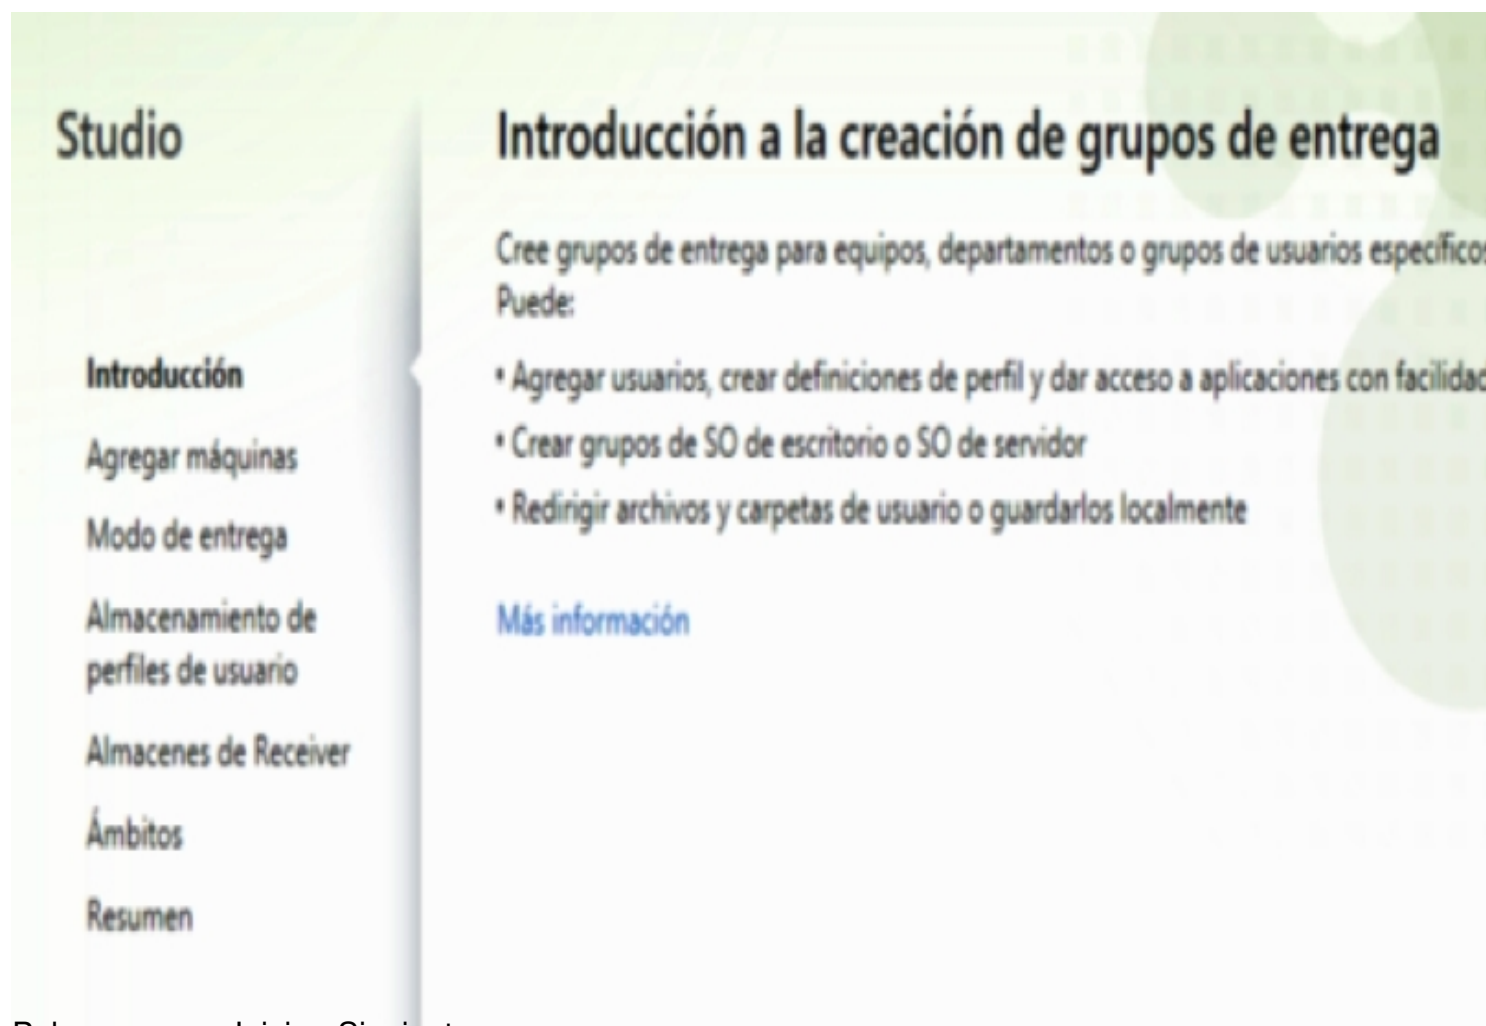 Studio
Introducción
Agregar máquinas
Modo de entrega
Almacenamiento de
perfiles de usuario
Almacenes de Receiver
Ámbitos
Resumen
Introducción a la creación de grupos de entrega
Cree grupos de entrega para equipos, departamentos o grupos de usuarios específicos
Puede:
• Agregar usuarios, crear definiciones de perfil y dar acceso a aplicaciones con facilidad
• Crear grupos de SO de escritorio o SO de servidor
• Redirigir archivos y carpetas de usuario o guardarlos localmente
Más información